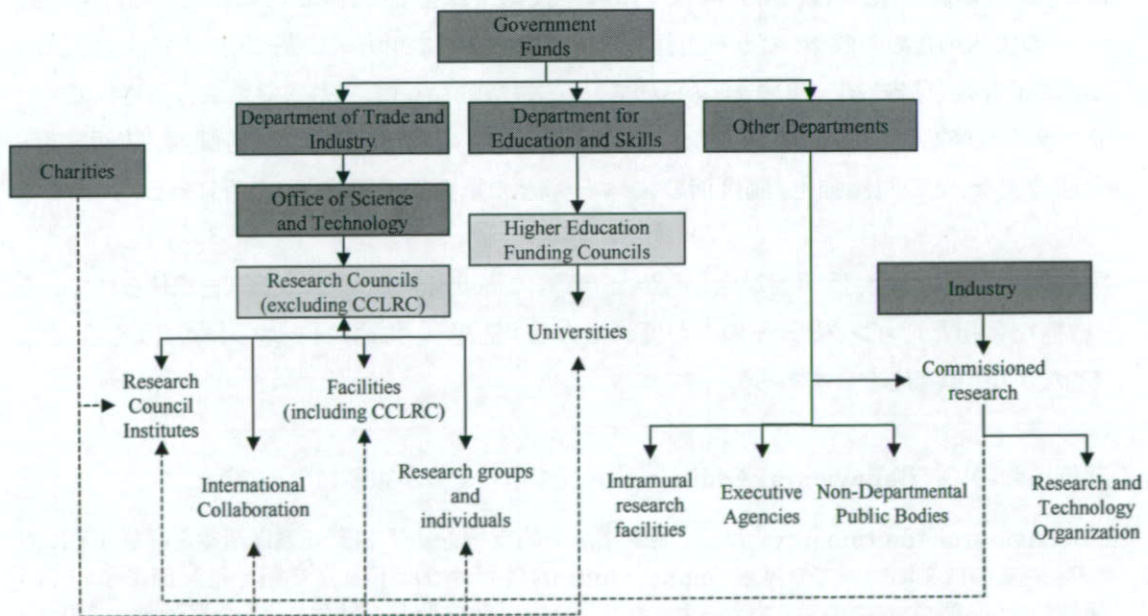 Government
Funds
Department of Trade and
Industry
Department for
Education and Skills
Other Departments
Charities
Office of Science
and Technology
Higher Education
Funding Councils
Research Councils
(excluding CCLRC)
Industry
Universities
Research
Council
Institutes
Facilities
(including CCLRC)
Commissioned
research
International
Collaboration
Research groups
and
individuals
Intramural
research
facilities
Executive
Agencies
Non-Departmental
Public Bodies
Research and
Technology
Organization